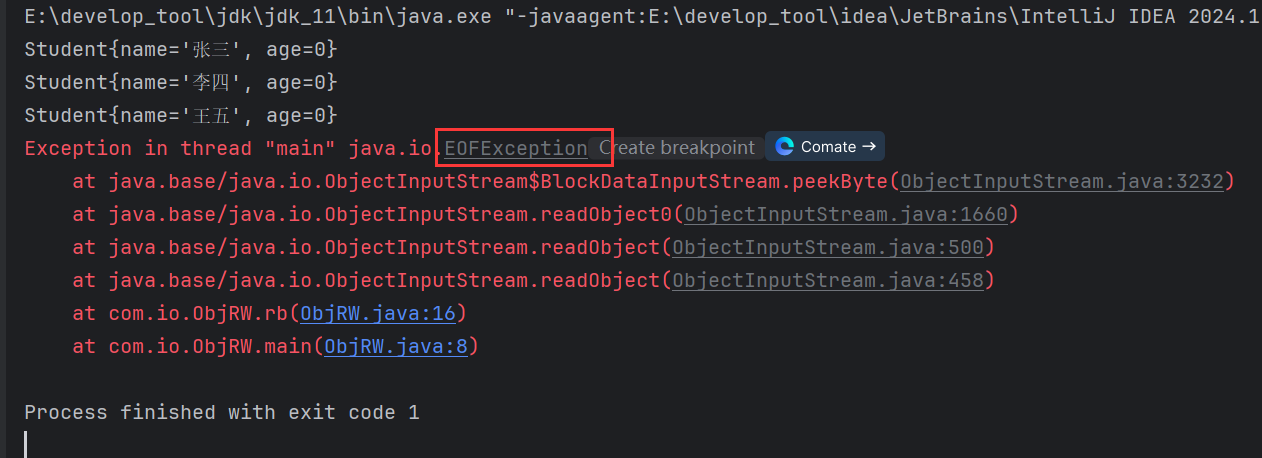 E:\develop_tool\jdk\jdk_11\bin\java.exe "-javaagent:E:\develop_tool\idea\JetBrains\IntelliJ IDEA 2024.1
Student{name='张三', age=0}
Student{name='李四', age=0}
Student{name='王五', age=0}
Exception in thread "main" java.io.EOFException Create breakpoint Comate →
at java.base/java.io.ObjectInputStream$BlockDataInputStream.peekByte(ObjectInputStream.java:3232)
at java.base/java.io.ObjectInputStream.readObject0(ObjectInputStream.java:1660)
at java.base/java.io.ObjectInputStream.readObject(ObjectInputStream.java:500)
at java.base/java.io.ObjectInputStream.readObject(ObjectInputStream.java:458)
at com.io.ObjRW.rb(ObjRW.java:16)
at com.io.ObjRW.main(ObjRW.java:8)
Process finished with exit code 1